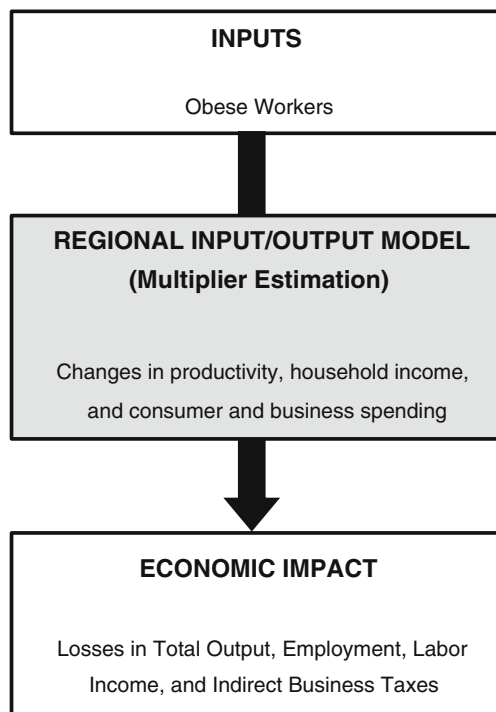 INPUTS
Obese Workers
REGIONAL INPUT/OUTPUT MODEL
(Multiplier Estimation)
Changes in productivity, household income,
and consumer and business spending
ECONOMIC IMPACT
Losses in Total Output, Employment, Labor
Income, and Indirect Business Taxes